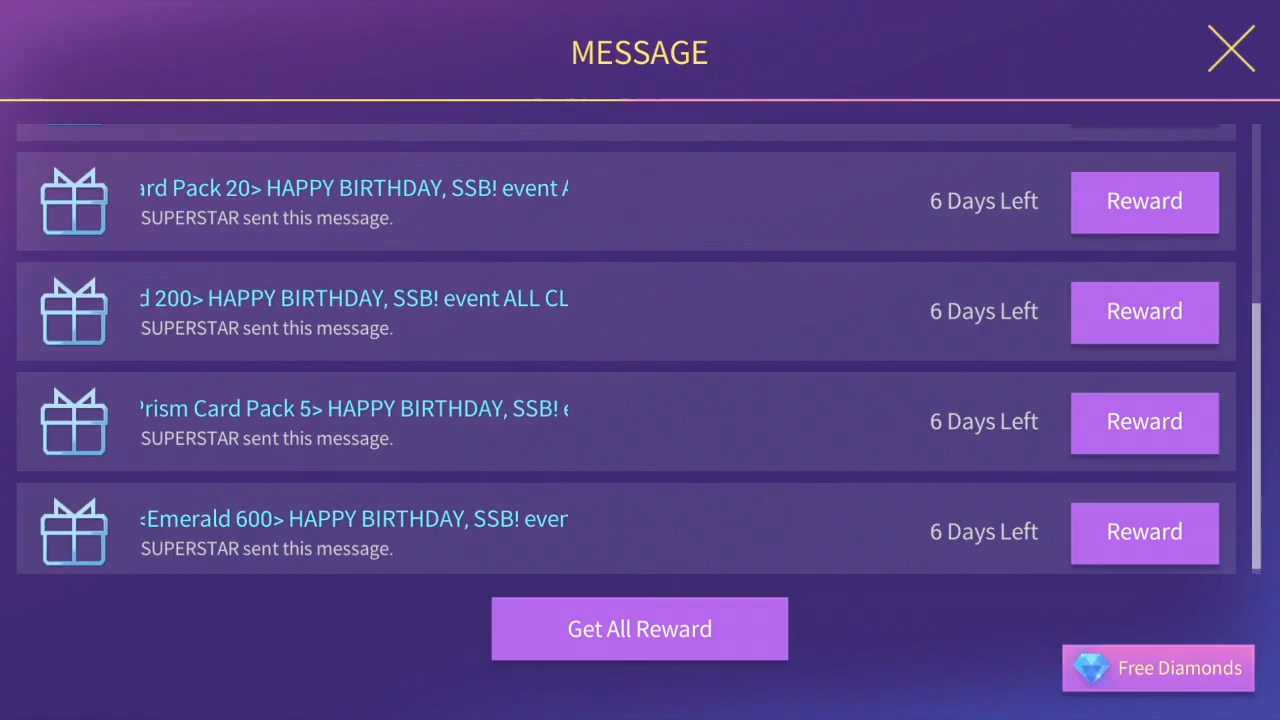 MESSAGE
ard Pack 20> HAPPY BIRTHDAY, SSB! event A
SUPERSTAR sent this message.
6 Days Left
Reward
d 200> HAPPY BIRTHDAY, SSB! event ALL CL
SUPERSTAR sent this message.
6 Days Left
Reward
Prism Card Pack 5> HAPPY BIRTHDAY, SSB! e
SUPERSTAR sent this message.
6 Days Left
Reward
<Emerald 600> HAPPY BIRTHDAY, SSB! even
SUPERSTAR sent this message.
6 Days Left
Reward
Get All Reward
Free Diamonds